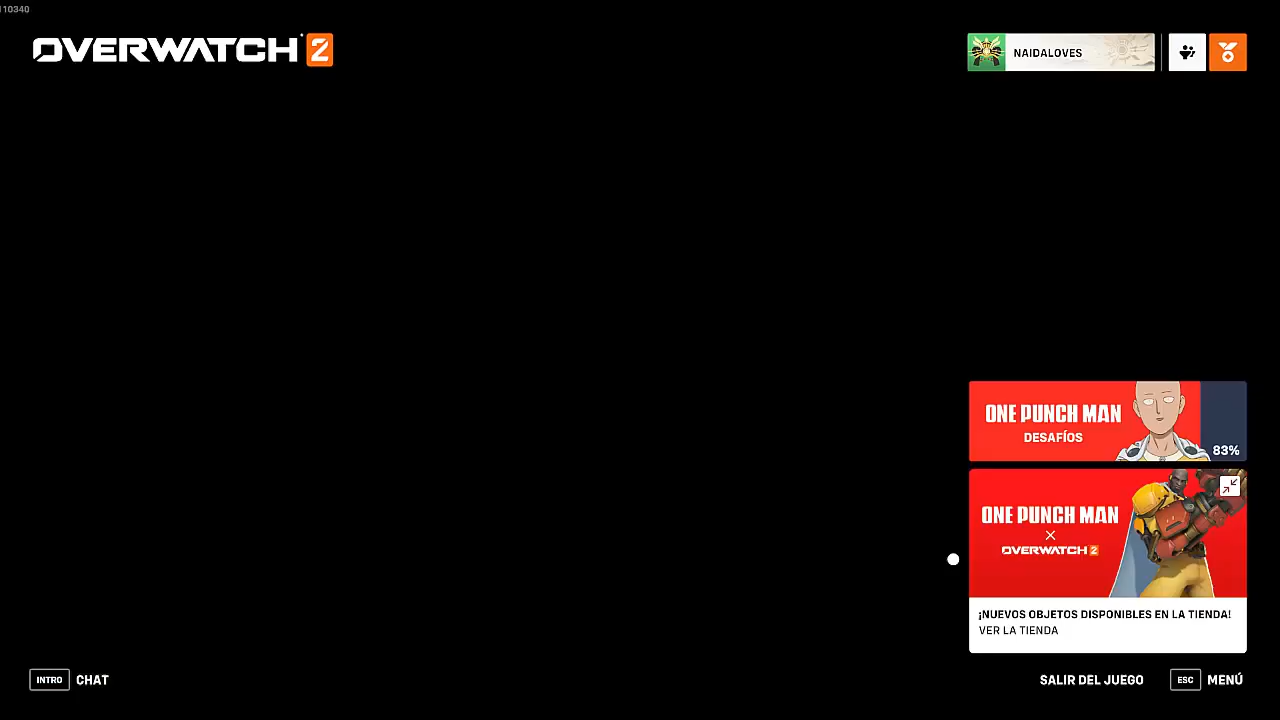 110340
OVERWATCH 2
NAIDALOVES
ONE PUNCH MAN
DESAFÍOS
83%
ONE PUNCH MAN
X
OVERWATCH 2
¡NUEVOS OBJETOS DISPONIBLES EN LA TIENDA!
VER LA TIENDA
INTRO CHAT
SALIR DEL JUEGO
ESC MENÚ